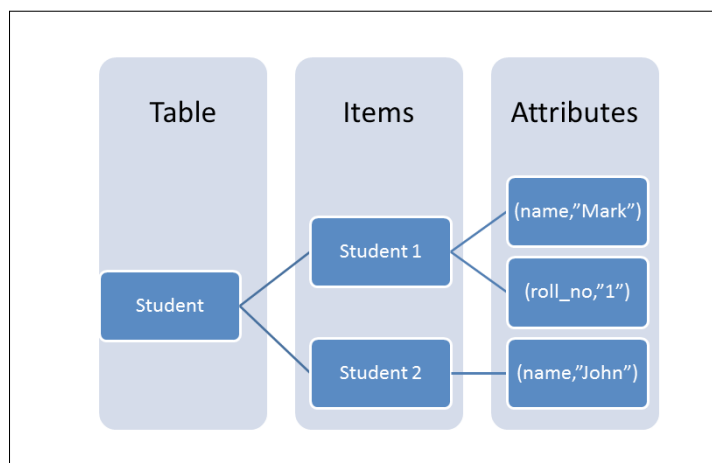 Table
Items
Attributes
Student
Student 1
Student 2
(name,”Mark”)
(roll_no,”1”)
(name,”John”)